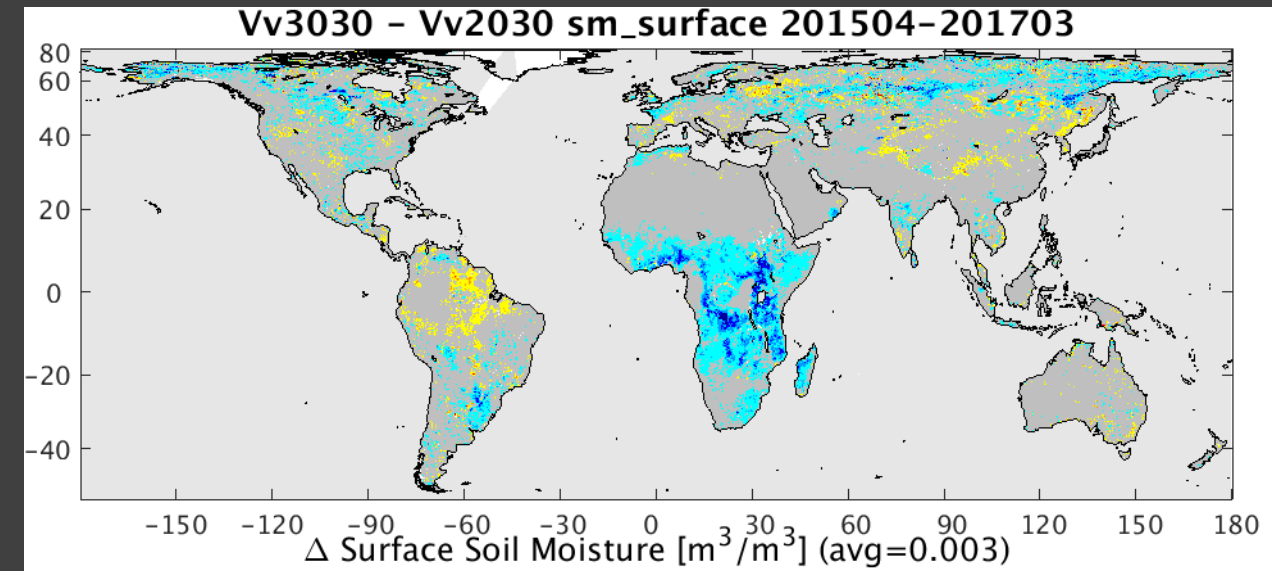 Vv3030 - Vv2030 sm_surface 201504-201703
80
60
40
20
0
-20
-40
-150 -120 -90 -60 -30 0 30 60 90 120 150 180
Δ Surface Soil Moisture [m³/m³] (avg=0.003)